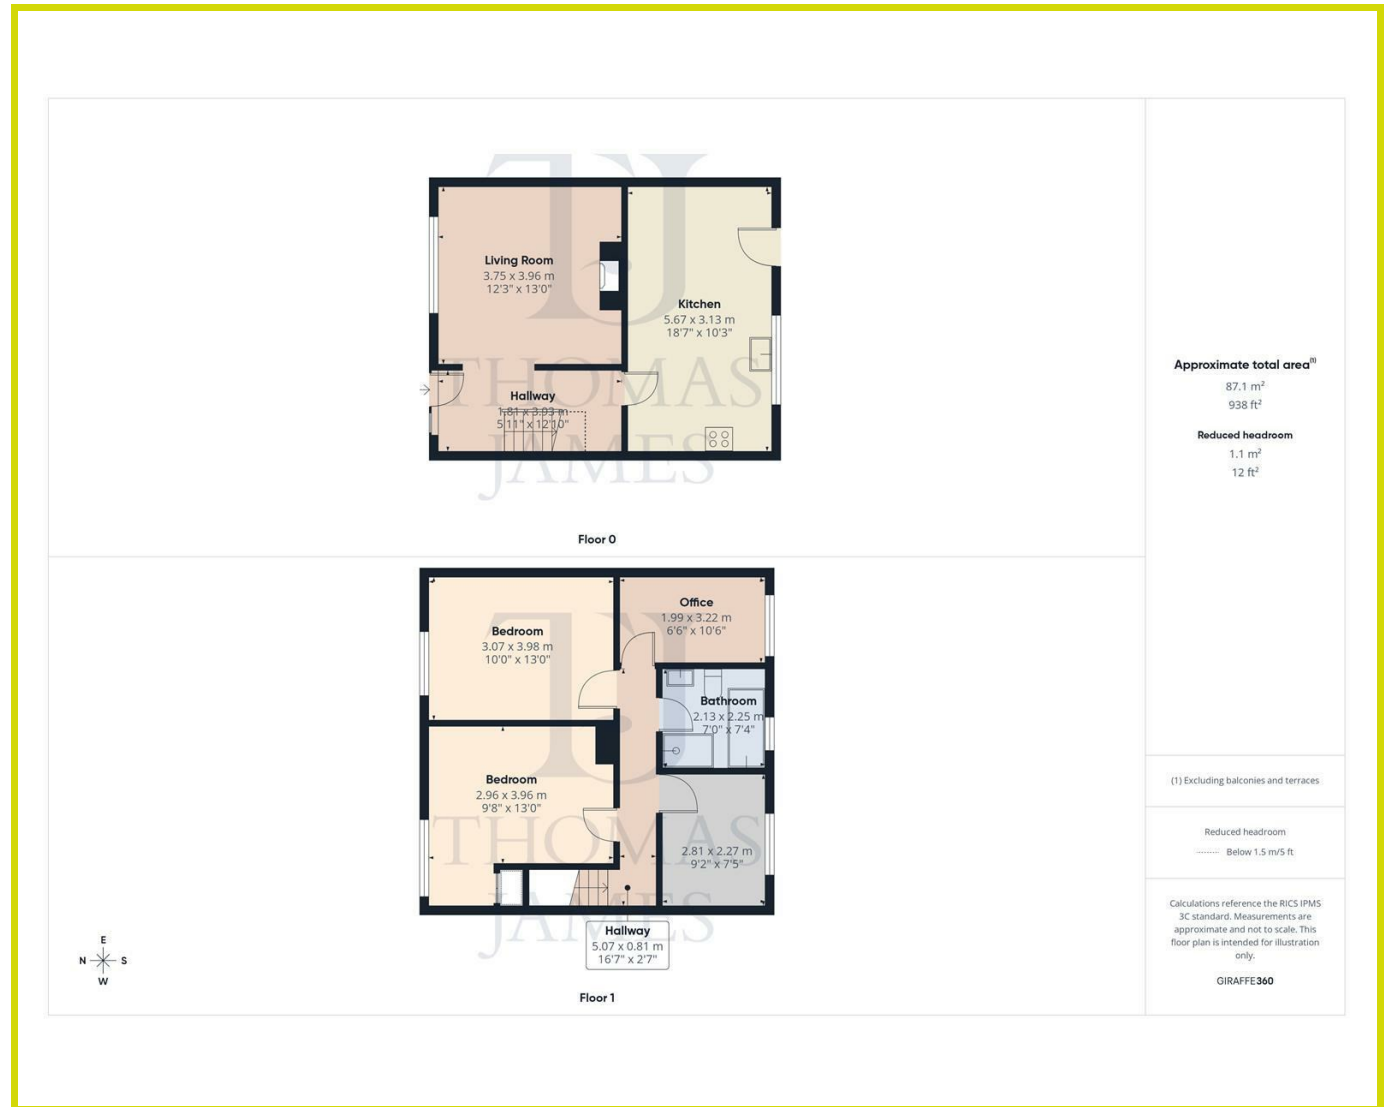 Living Room
3.75 x 3.96 m
12'3" x 13'0"
Kitchen
5.67 x 3.13 m
18'7" x 10'3"
Hallway
1.81 x 3.93 m
5'11" x 12'10"
THOMAS
JAMES
Floor 0
Approximate total area(1)
87.1 m²
938 ft²
Reduced headroom
1.1 m²
12 ft²
Office
1.99 x 3.22 m
6'6" x 10'6"
Bedroom
3.07 x 3.98 m
10'0" x 13'0"
Bathroom
2.13 x 2.25 m
7'0" x 7'4"
Bedroom
2.96 x 3.96 m
9'8" x 13'0"
2.81 x 2.27 m
9'2" x 7'5"
THOMAS
JAMES
Hallway
5.07 x 0.81 m
16'7" x 2'7"
Floor 1
E
N S
W
(1) Excluding balconies and terraces
Reduced headroom
Below 1.5 m/5 ft
Calculations reference the RICS IPMS
3C standard. Measurements are
approximate and not to scale. This
floor plan is intended for illustration
only.
GIRAFFE360